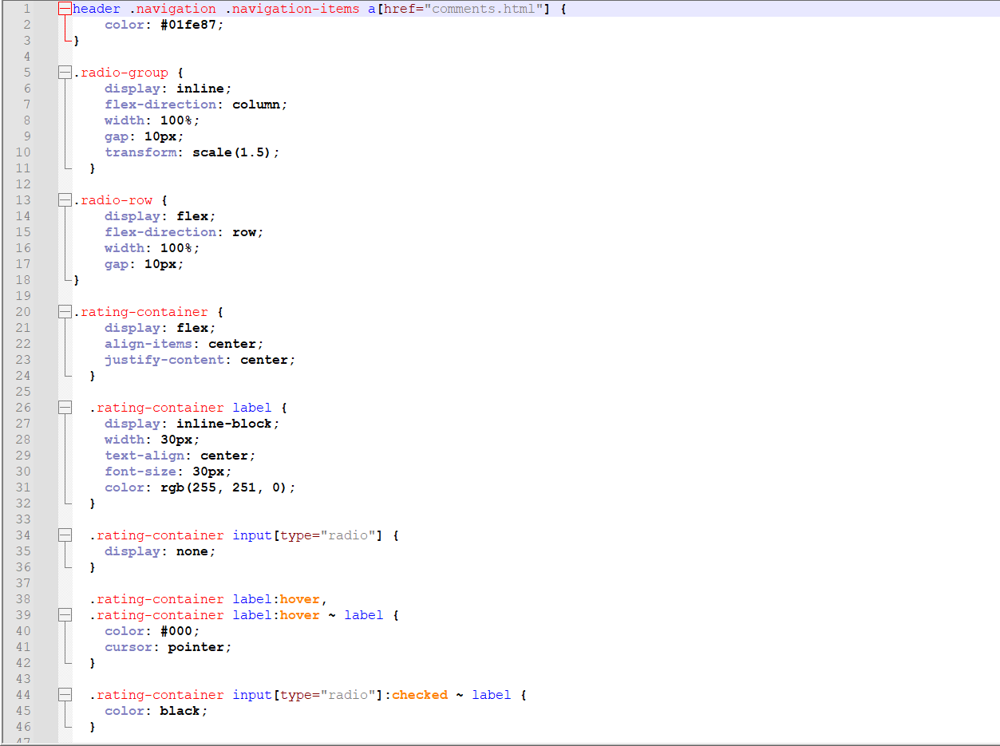 1 header .navigation .navigation-items a[href="comments.html"] {
2     color: #01fe87;
3 }
4
5 .radio-group {
6     display: inline;
7     flex-direction: column;
8     width: 100%;
9     gap: 10px;
10     transform: scale(1.5);
11   }
12
13 .radio-row {
14     display: flex;
15     flex-direction: row;
16     width: 100%;
17     gap: 10px;
18 }
19
20 .rating-container {
21     display: flex;
22     align-items: center;
23     justify-content: center;
24   }
25
26   .rating-container label {
27     display: inline-block;
28     width: 30px;
29     text-align: center;
30     font-size: 30px;
31     color: rgb(255, 251, 0);
32   }
33
34   .rating-container input[type="radio"] {
35     display: none;
36   }
37
38   .rating-container label:hover,
39   .rating-container label:hover ~ label {
40     color: #000;
41     cursor: pointer;
42   }
43
44   .rating-container input[type="radio"]:checked ~ label {
45     color: black;
46   }
47